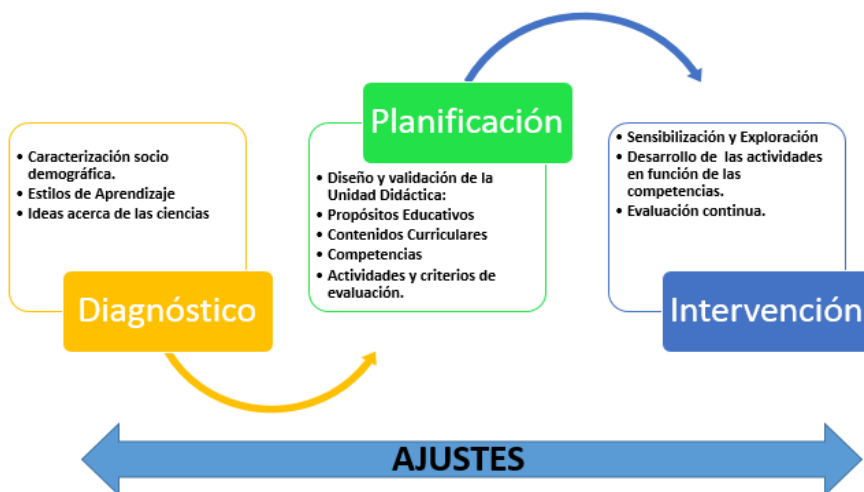 • Caracterización socio
demográfica.
• Estilos de Aprendizaje
• Ideas acerca de las ciencias
Diagnóstico
Planificación
• Diseño y validación de la
Unidad Didáctica:
• Propósitos Educativos
• Contenidos Curriculares
• Competencias
• Actividades y criterios de
evaluación.
• Sensibilización y Exploración
• Desarrollo de las actividades
en función de las
competencias.
• Evaluación continua.
Intervención
AJUSTES